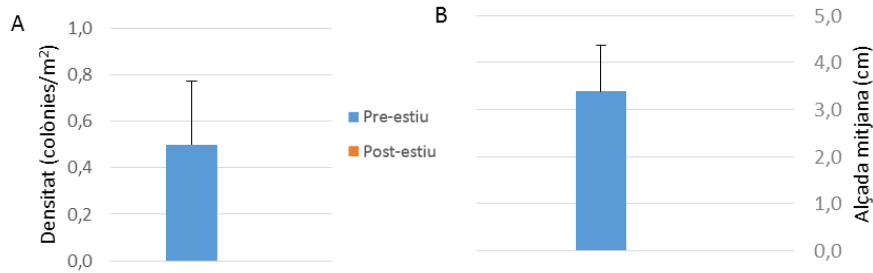 A
Densitat (colònies/m²)
1,0
0,8
0,6
0,4
0,2
0,0
Pre-estiu
Post-estiu
B
5,0
4,0
3,0
2,0
1,0
0,0
Alçada mitjana (cm)